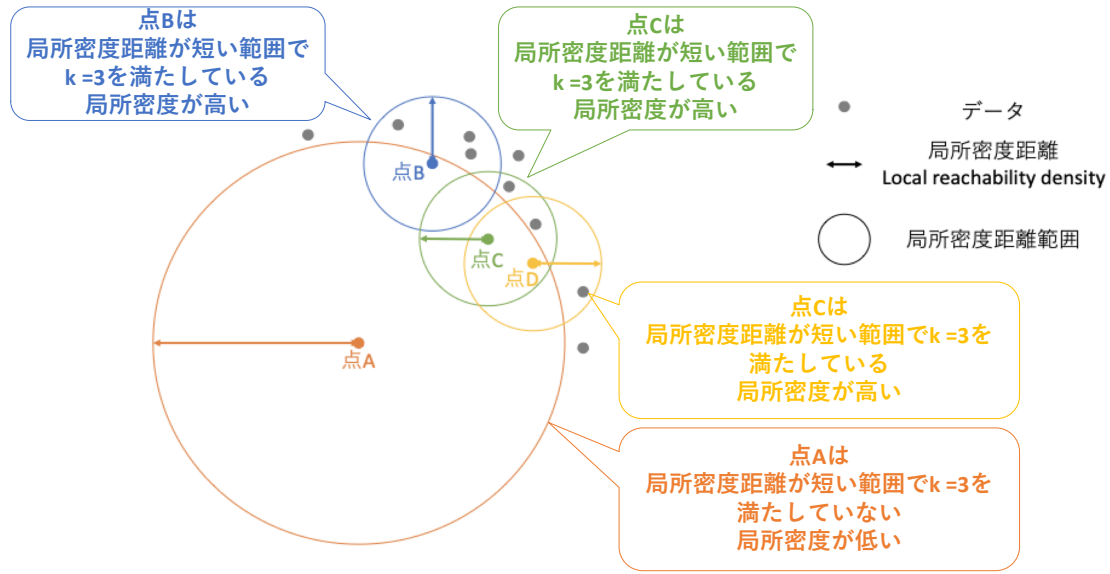 点Bは
局所密度距離が短い範囲で
k =3を満たしている
局所密度が高い
点Cは
局所密度距離が短い範囲で
k =3を満たしている
局所密度が高い
データ
局所密度距離
Local reachability density
局所密度距離範囲
点B
点C
点D
点A
点Cは
局所密度距離が短い範囲でk =3を
満たしている
局所密度が高い
点Aは
局所密度距離が短い範囲でk =3を
満たしていない
局所密度が低い